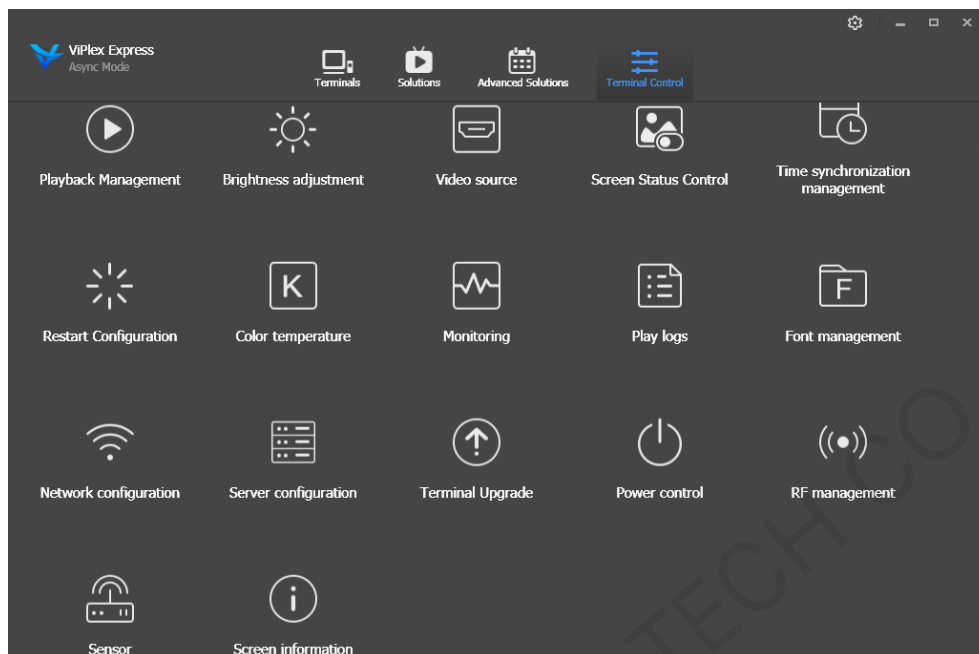 ViPlex Express
Async Mode
Terminals
Solutions
Advanced Solutions
Terminal Control
Playback Management
Brightness adjustment
Video source
Screen Status Control
Time synchronization
management
Restart Configuration
K
Color temperature
Monitoring
Play logs
F
Font management
Network configuration
Server configuration
Terminal Upgrade
Power control
RF management
Sensor
Screen information
TECH CO